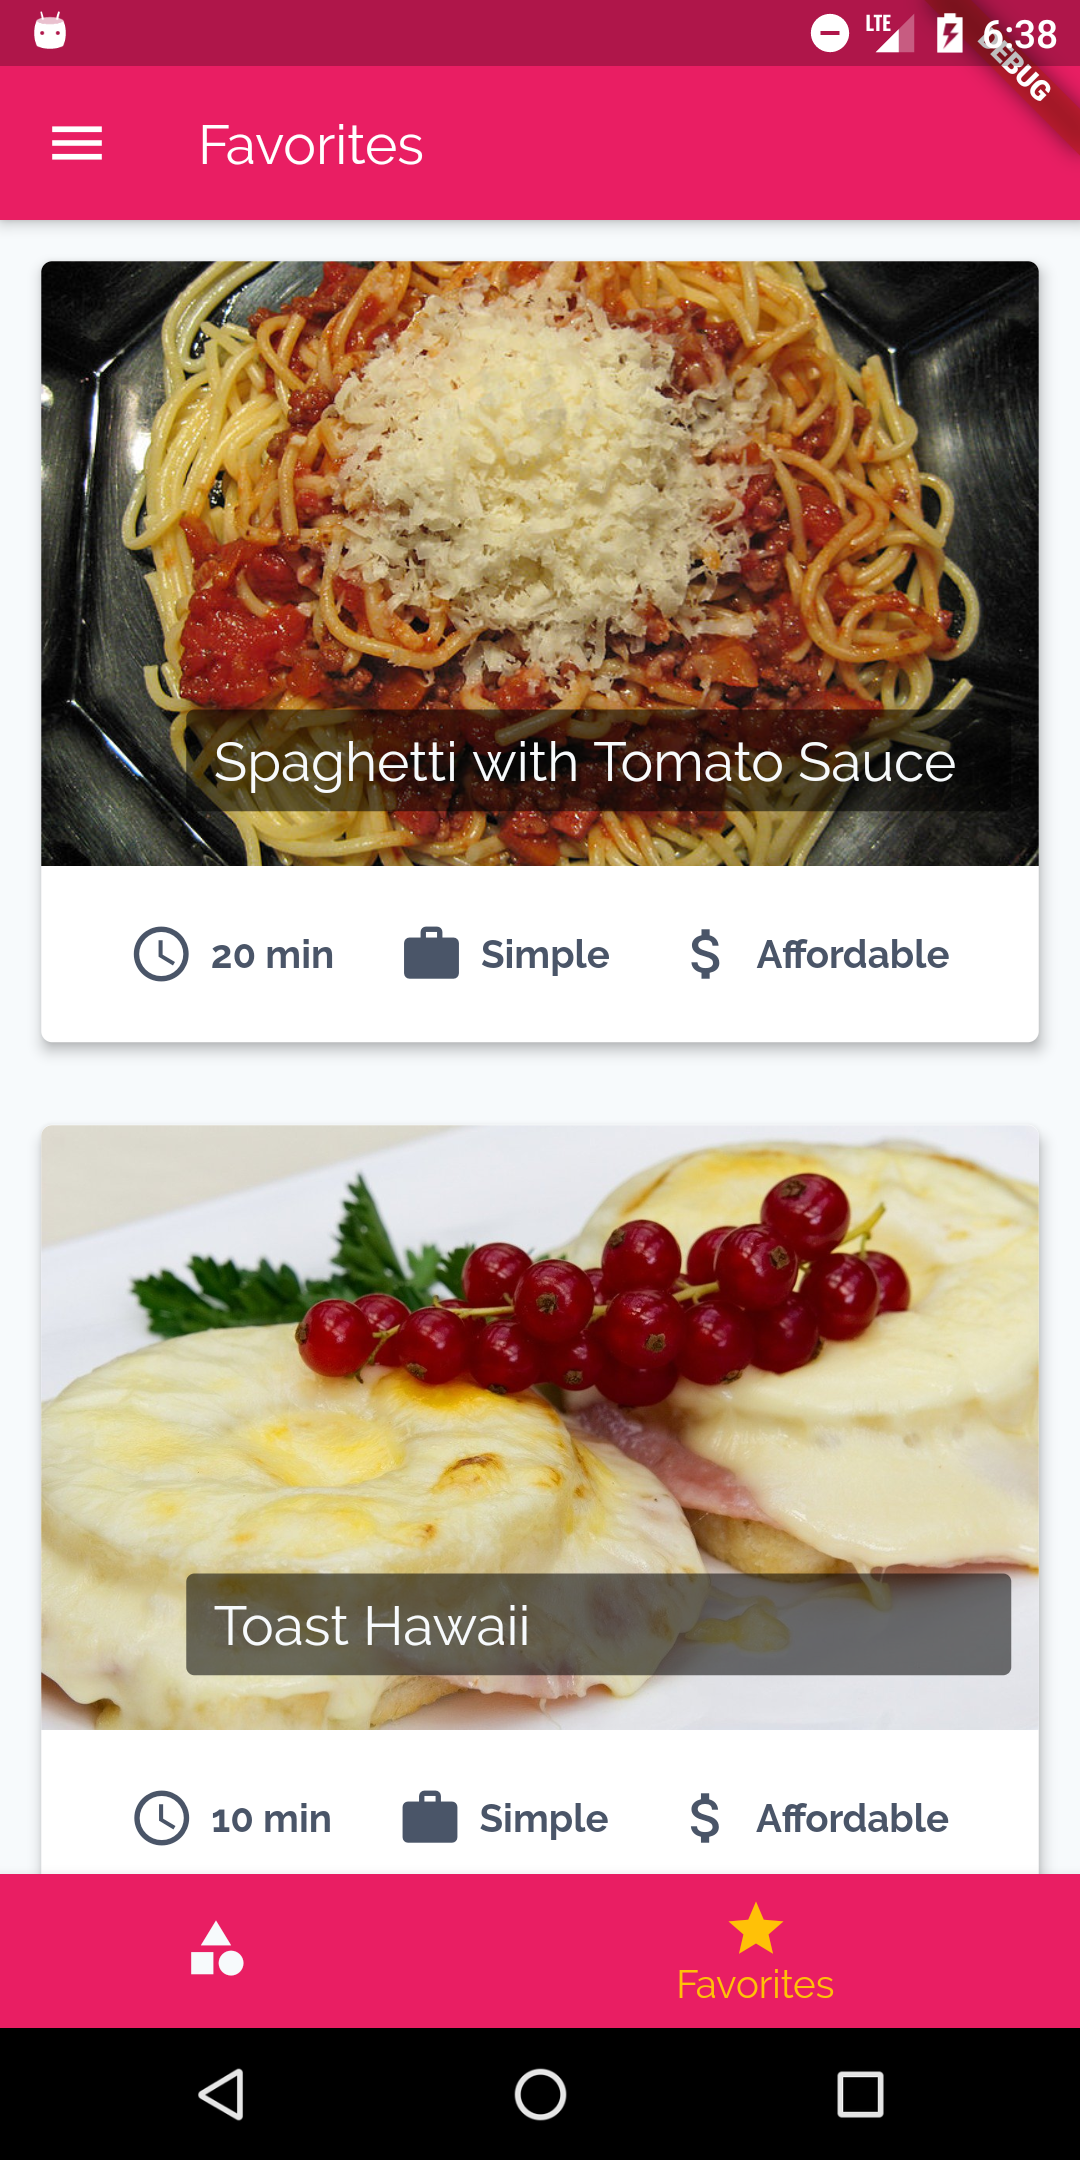 LTE
6:38
DEBUG
Favorites
Spaghetti with Tomato Sauce
20 min
Simple
$
Affordable
Toast Hawaii
10 min
Simple
$
Affordable
Favorites